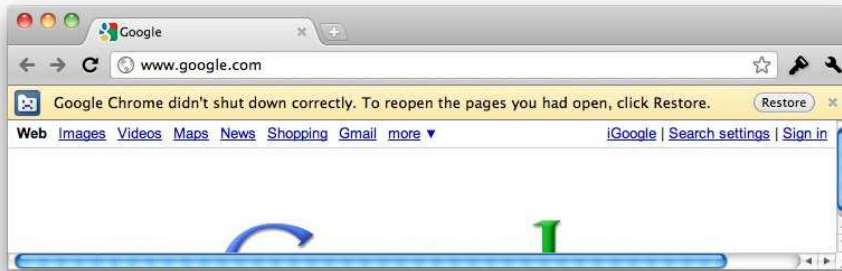 Google
www.google.com
Google Chrome didn't shut down correctly. To reopen the pages you had open, click Restore. Restore
Web Images Videos Maps News Shopping Gmail more ▼ iGoogle | Search settings | Sign in